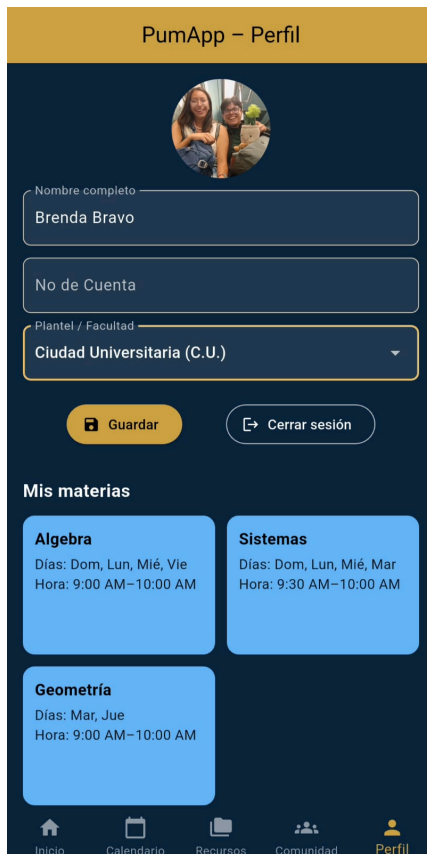 PumApp – Perfil
Nombre completo
Brenda Bravo
No de Cuenta
Plantel / Facultad
Ciudad Universitaria (C.U.)
Guardar
Cerrar sesión
Mis materias
Algebra
Días: Dom, Lun, Mié, Vie
Hora: 9:00 AM–10:00 AM
Sistemas
Días: Dom, Lun, Mié, Mar
Hora: 9:30 AM–10:00 AM
Geometría
Días: Mar, Jue
Hora: 9:00 AM–10:00 AM
Inicio
Calendario
Recursos
Comunidad
Perfil